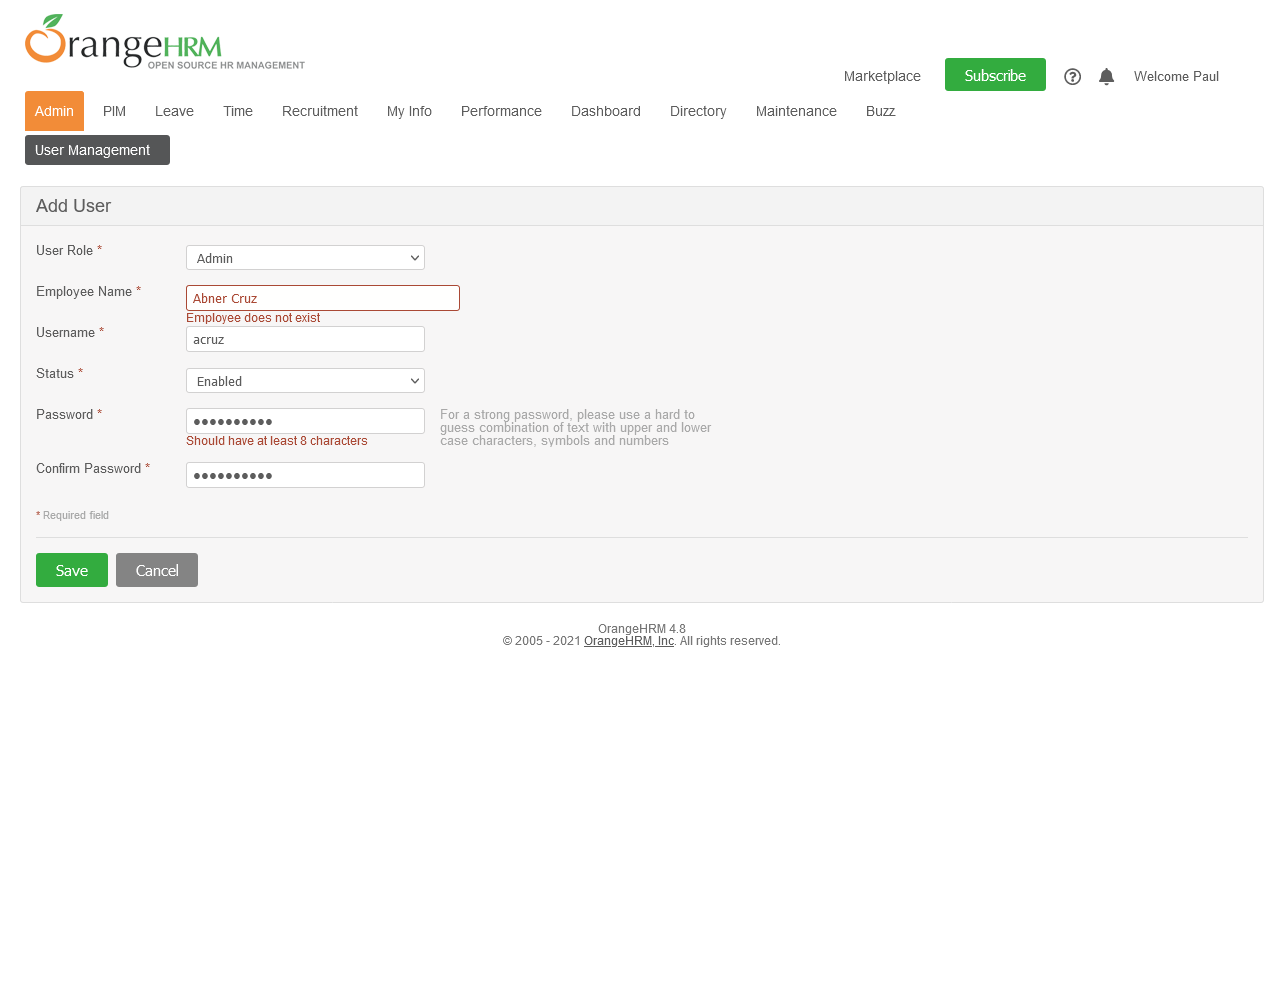 OrangeHRM
OPEN SOURCE HR MANAGEMENT
Marketplace
Subscribe
Welcome Paul
Admin PIM Leave Time Recruitment My Info Performance Dashboard Directory Maintenance Buzz
User Management
Add User
User Role *
Admin
Employee Name *
Abner Cruz
Employee does not exist
Username *
acruz
Status *
Enabled
Password *
●●●●●●●●●●
For a strong password, please use a hard to
guess combination of text with upper and lower
case characters, symbols and numbers
Should have at least 8 characters
Confirm Password *
●●●●●●●●●●
* Required field
Save Cancel
OrangeHRM 4.8
© 2005 - 2021 OrangeHRM, Inc. All rights reserved.